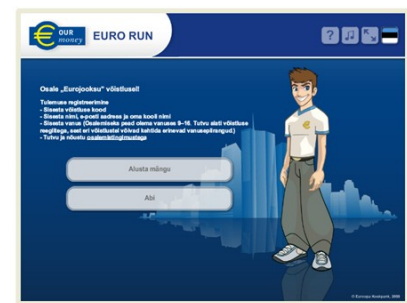 OUR
money
EURO RUN
Osale „Eurojooksu” võistlusel!
Tulemuse registreerimine
- Sisesta võistluse kood
- Sisesta nimi, e-posti aadress ja oma kooli nimi
- Sisesta vanus (Osalemiseks pead olema vanuses 9–16. Tutvu alati võistluse
reeglitega, sest eri võistlustel võivad kehtida erinevad vanusepiirangud.)
- Tutvu ja nõustu osalemistingimustega
Alusta mängu
Abi
© Euroopa Keskpank,